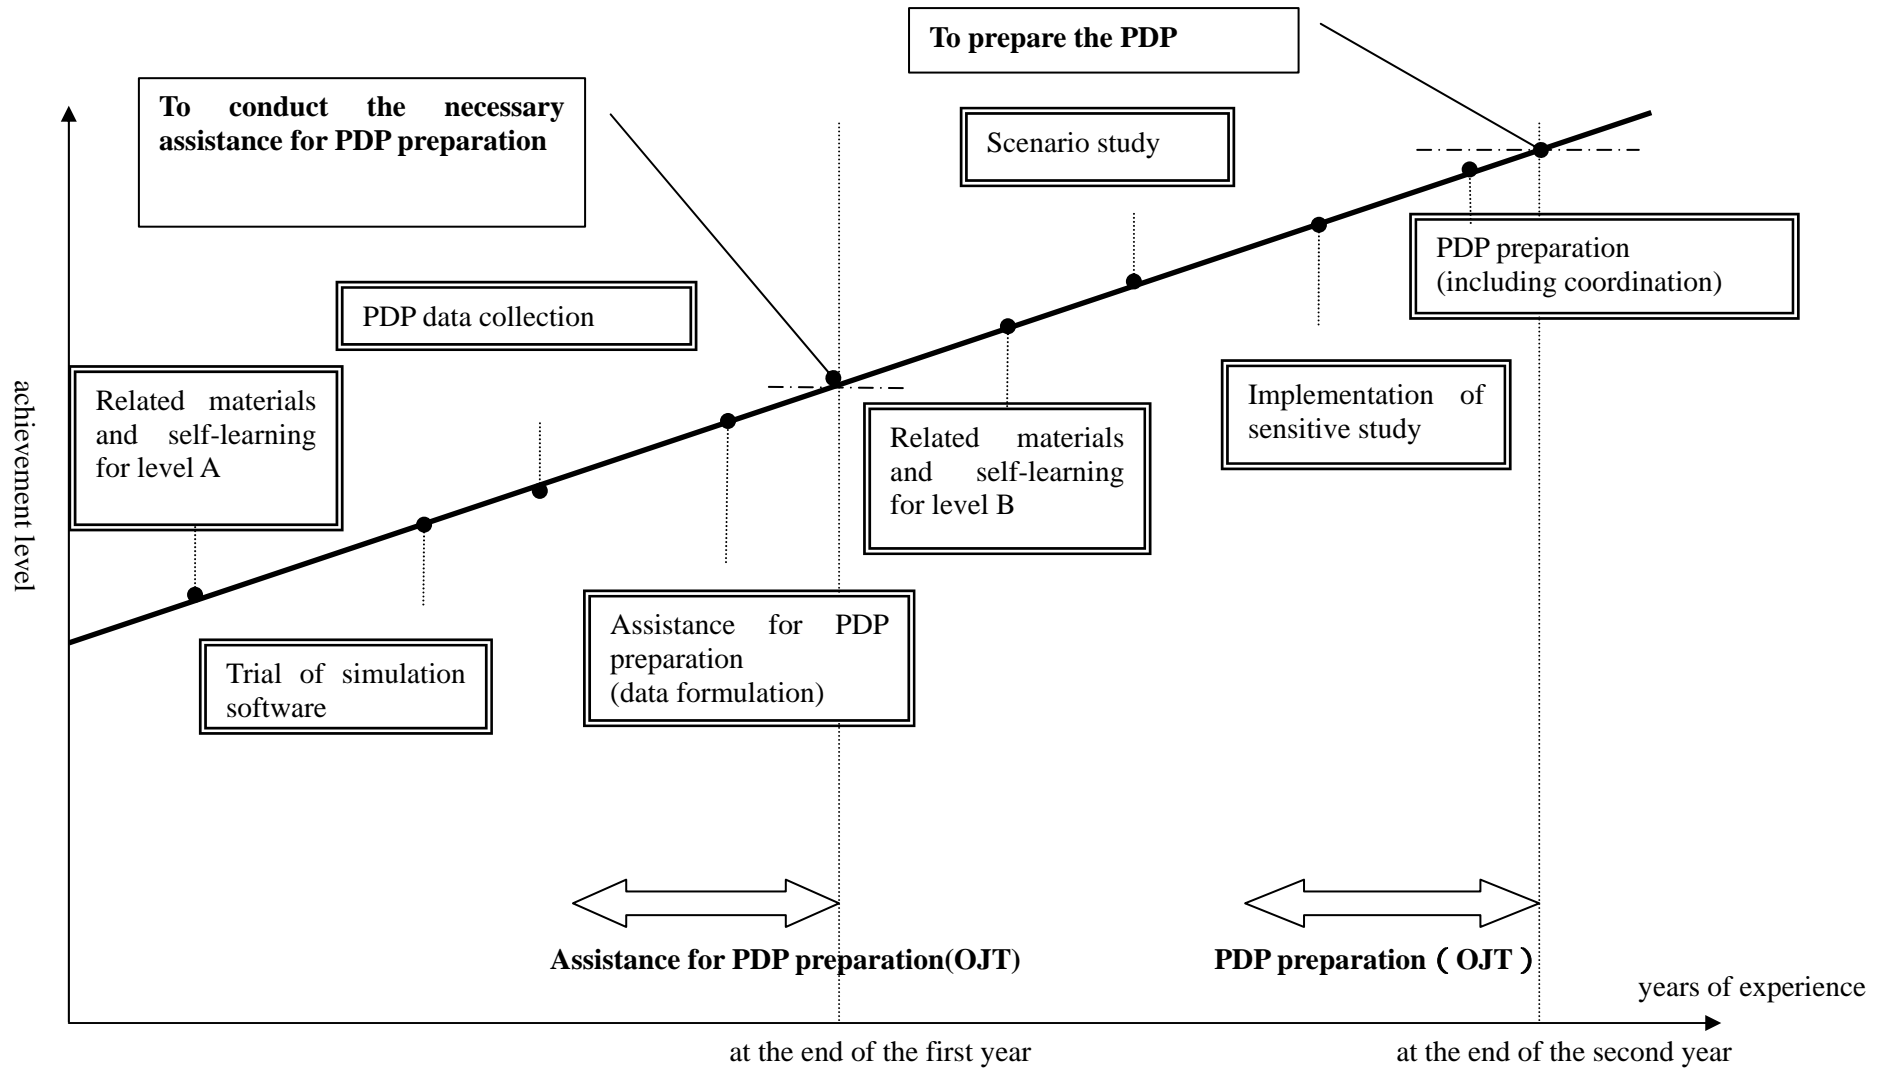 To prepare the PDP
To conduct the necessary
assistance for PDP preparation
Scenario study
PDP preparation
(including coordination)
PDP data collection
Related materials
and self-learning
for level A
achievement level
Implementation of
sensitive study
Related materials
and self-learning
for level B
Assistance for PDP
preparation
(data formulation)
Trial of simulation
software
Assistance for PDP preparation(OJT)
PDP preparation（OJT）
years of experience
at the end of the first year
at the end of the second year